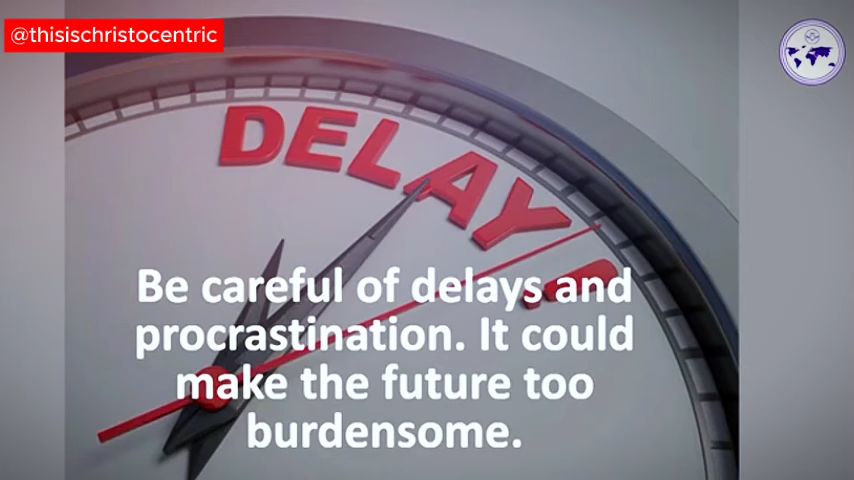 @thisischristocentric
DELAY!
Be careful of delays and
procrastination. It could
make the future too
burdensome.